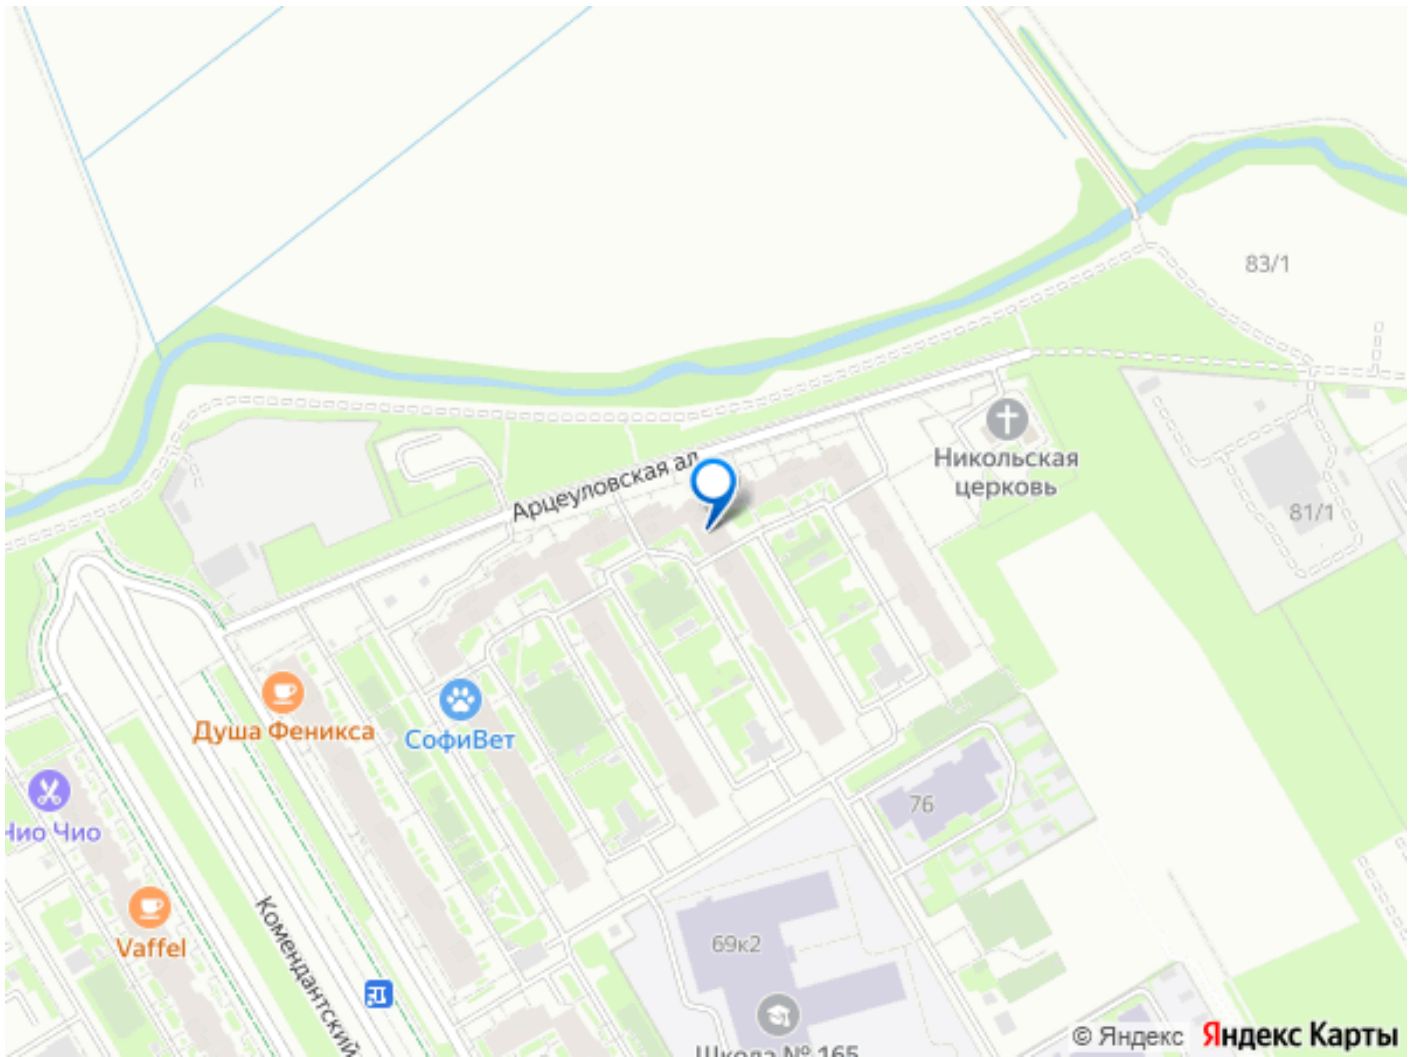 83/1
Никольская
церковь
Арцеуловская ал.
81/1
Душа Феникса
СофиВет
76
Чио Чио
Vaffel
Комендантский
69к2
Школа № 165
© Яндекс Яндекс Карты